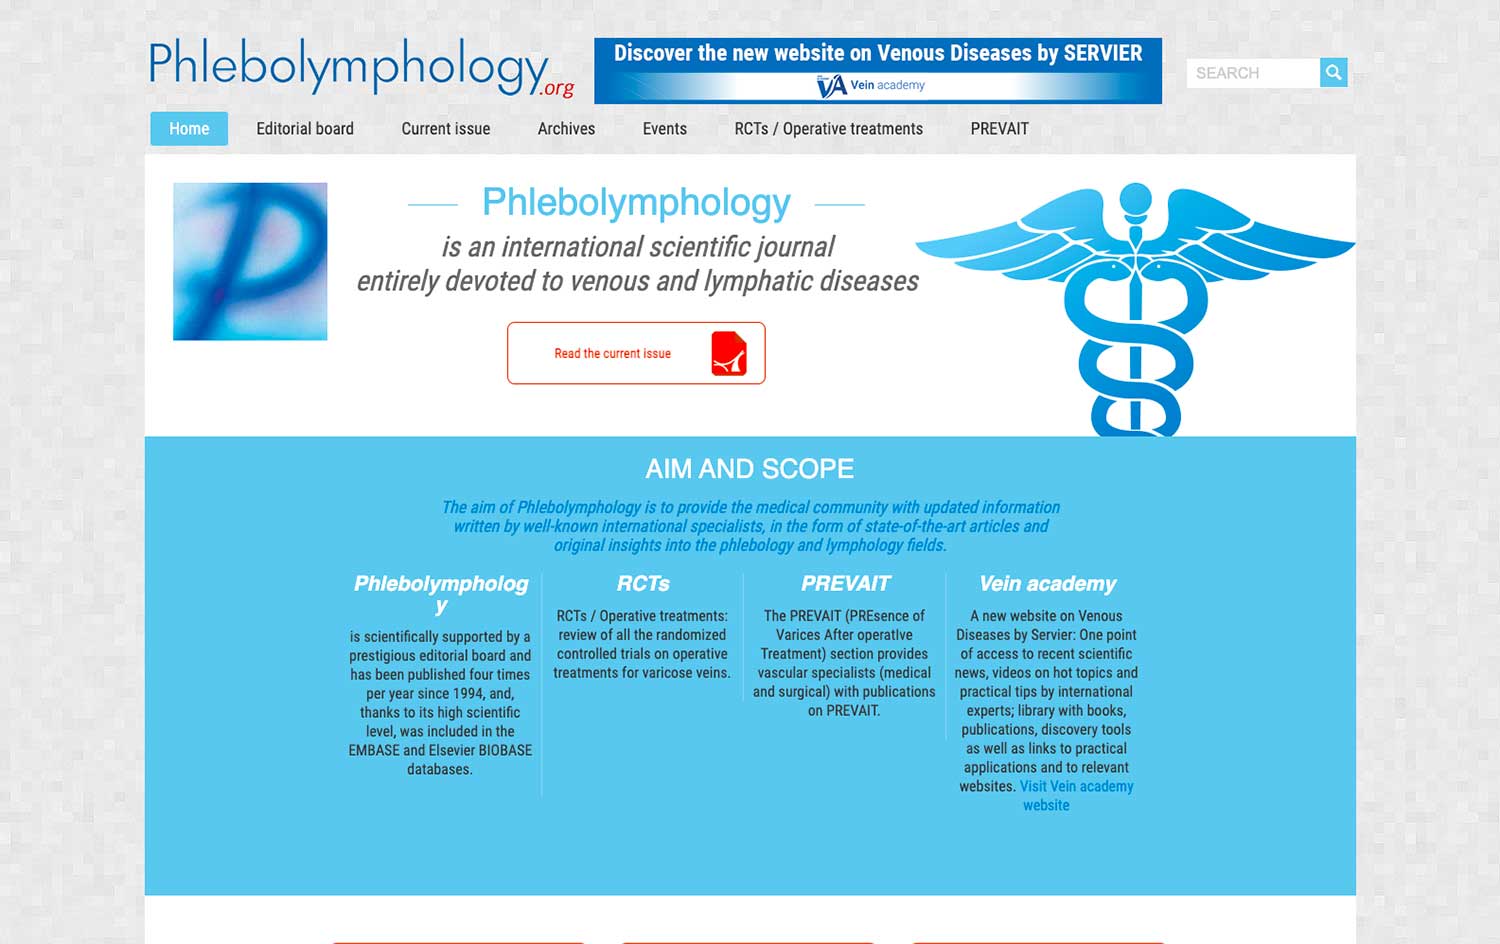 Phlebolymphology.org
Discover the new website on Venous Diseases by SERVIER
VA Vein academy
SEARCH
Home
Editorial board
Current issue
Archives
Events
RCTs / Operative treatments
PREVAIT
Phlebolymphology
is an international scientific journal
entirely devoted to venous and lymphatic diseases
Read the current issue
AIM AND SCOPE
The aim of Phlebolymphology is to provide the medical community with updated information
written by well-known international specialists, in the form of state-of-the-art articles and
original insights into the phlebology and lymphology fields.
Phlebolympholog
y
is scientifically supported by a
prestigious editorial board and
has been published four times
per year since 1994, and,
thanks to its high scientific
level, was included in the
EMBASE and Elsevier BIOBASE
databases.
RCTs
RCTs / Operative treatments:
review of all the randomized
controlled trials on operative
treatments for varicose veins.
PREVAIT
The PREVAIT (PREsence of
Varices After operatIve
Treatment) section provides
vascular specialists (medical
and surgical) with publications
on PREVAIT.
Vein academy
A new website on Venous
Diseases by Servier: One point
of access to recent scientific
news, videos on hot topics and
practical tips by international
experts; library with books,
publications, discovery tools
as well as links to practical
applications and to relevant
websites. Visit Vein academy
website